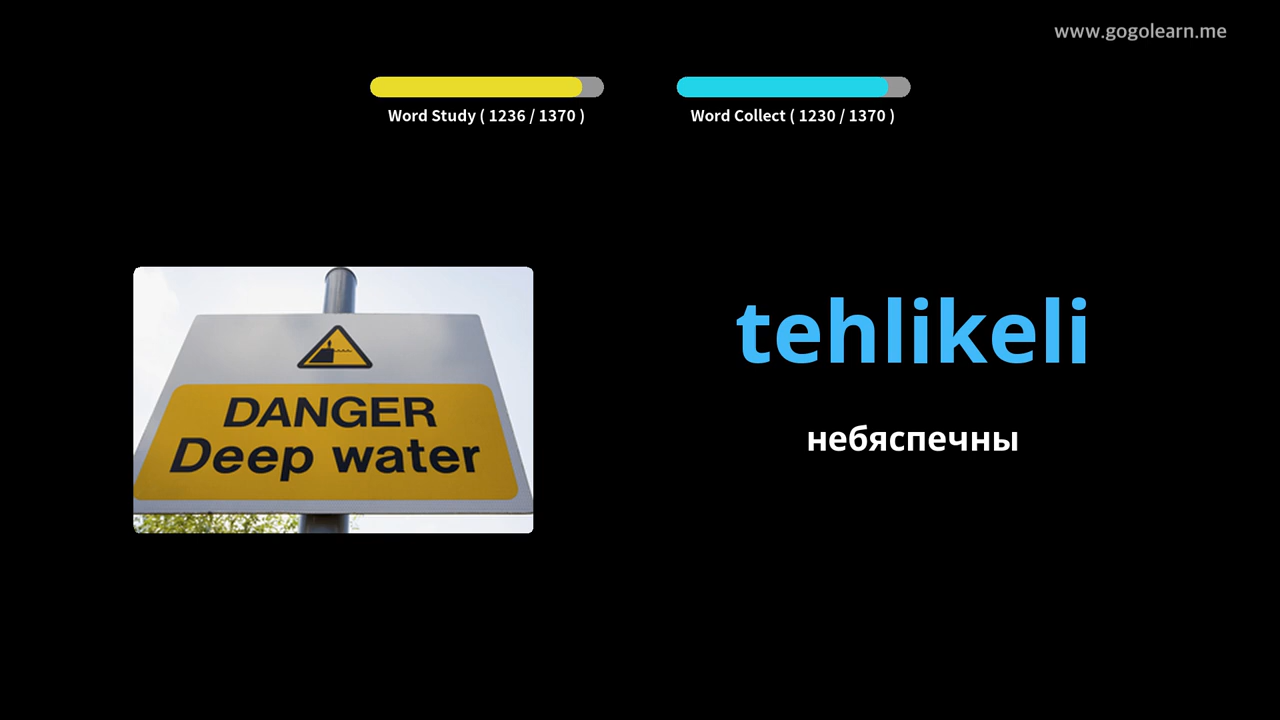 www.gogolearn.me
Word Study ( 1236 / 1370 )
Word Collect ( 1230 / 1370 )
DANGER
Deep water
tehlikeli
небяспечны